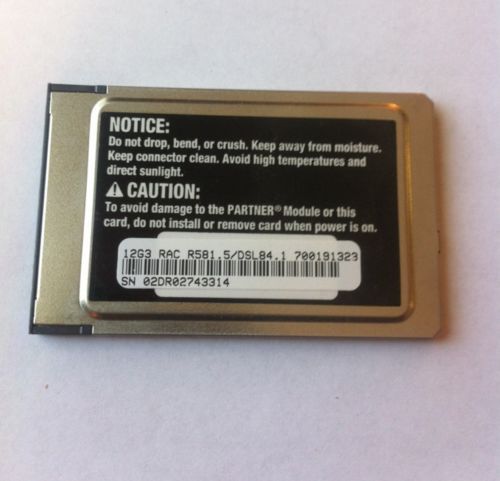 NOTICE:
Do not drop, bend, or crush. Keep away from moisture.
Keep connector clean. Avoid high temperatures and
direct sunlight.
⚠ CAUTION:
To avoid damage to the PARTNER® Module or this
card, do not install or remove card when power is on.
12G3 RAC R581.5/DSL84.1 700191323
SN 02DR02743314